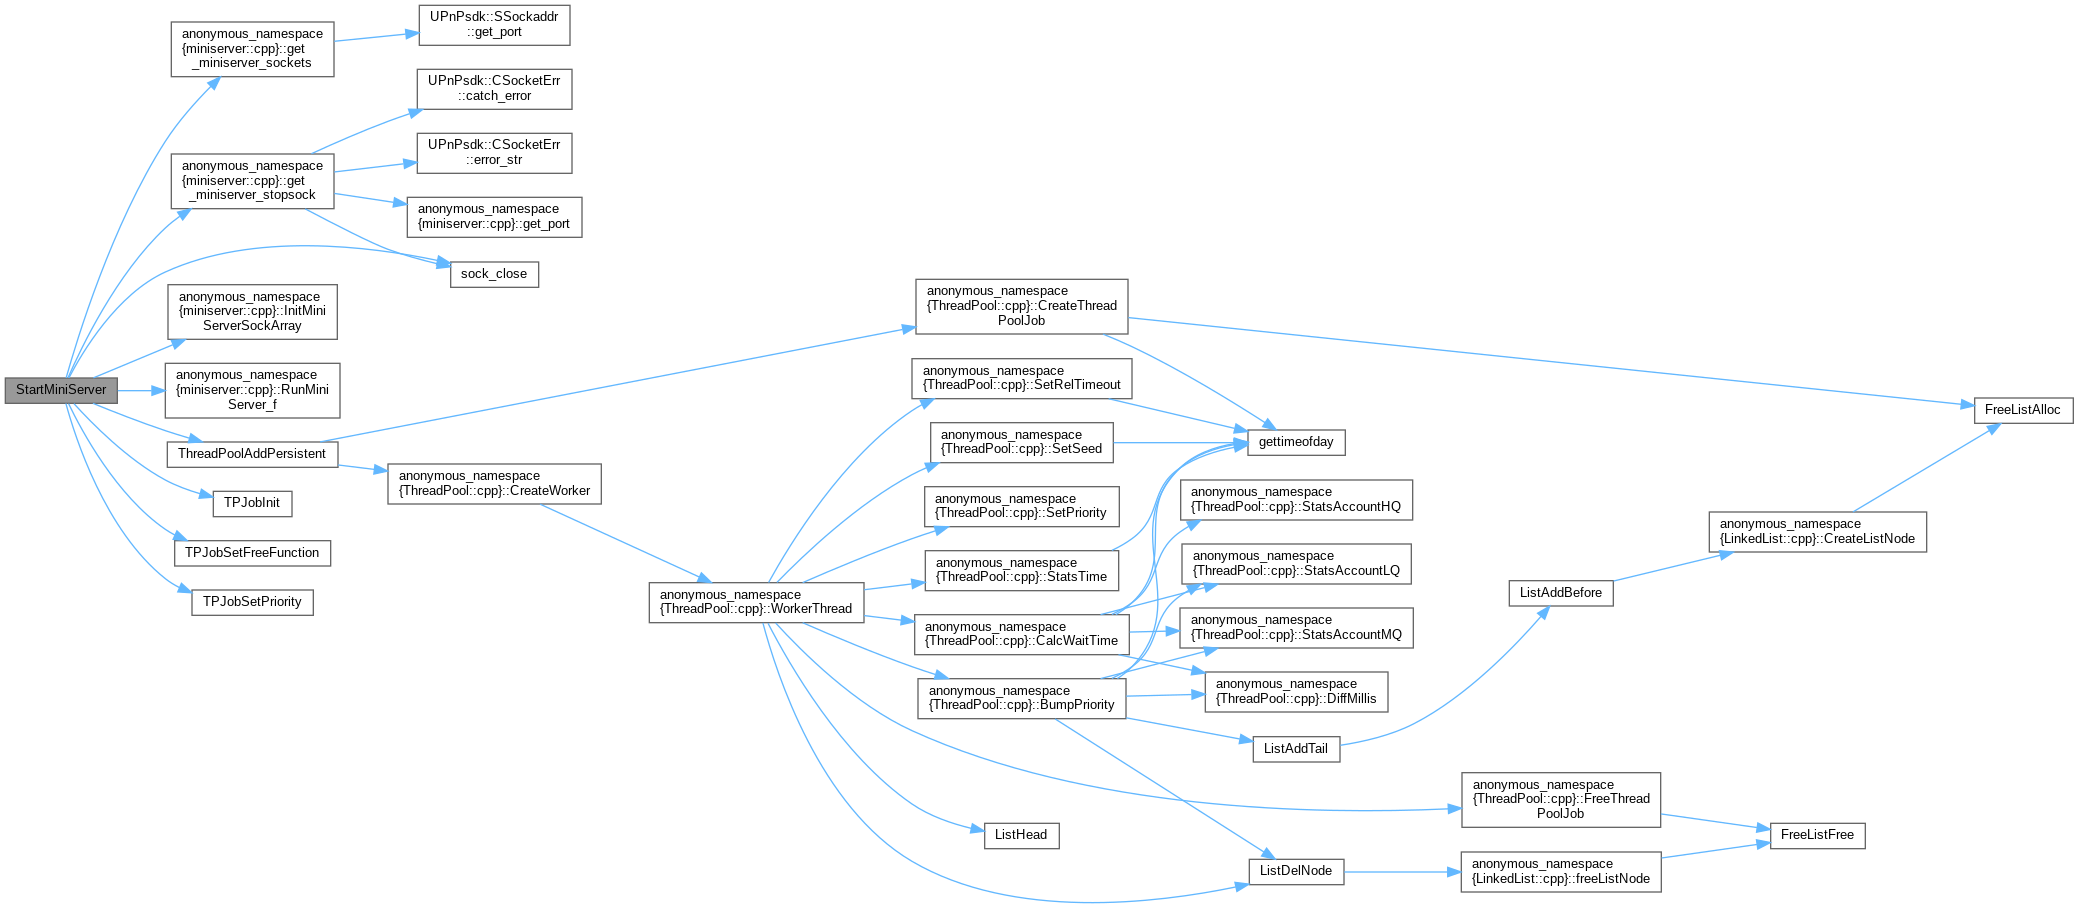 StartMiniServer
anonymous_namespace
{miniserver::cpp}::get
_miniserver_sockets
UPnPsdk::SSockaddr
::get_port
anonymous_namespace
{miniserver::cpp}::get
_miniserver_stopsock
UPnPsdk::CSocketErr
::catch_error
UPnPsdk::CSocketErr
::error_str
anonymous_namespace
{miniserver::cpp}::get_port
sock_close
anonymous_namespace
{miniserver::cpp}::InitMini
ServerSockArray
anonymous_namespace
{miniserver::cpp}::RunMini
Server_f
ThreadPoolAddPersistent
TPJobInit
TPJobSetFreeFunction
TPJobSetPriority
anonymous_namespace
{ThreadPool::cpp}::CreateThread
PoolJob
anonymous_namespace
{ThreadPool::cpp}::CreateWorker
anonymous_namespace
{ThreadPool::cpp}::WorkerThread
anonymous_namespace
{ThreadPool::cpp}::SetRelTimeout
anonymous_namespace
{ThreadPool::cpp}::SetSeed
anonymous_namespace
{ThreadPool::cpp}::SetPriority
anonymous_namespace
{ThreadPool::cpp}::StatsTime
anonymous_namespace
{ThreadPool::cpp}::CalcWaitTime
anonymous_namespace
{ThreadPool::cpp}::BumpPriority
ListHead
gettimeofday
anonymous_namespace
{ThreadPool::cpp}::StatsAccountHQ
anonymous_namespace
{ThreadPool::cpp}::StatsAccountLQ
anonymous_namespace
{ThreadPool::cpp}::StatsAccountMQ
anonymous_namespace
{ThreadPool::cpp}::DiffMillis
ListAddTail
ListDelNode
ListAddBefore
anonymous_namespace
{ThreadPool::cpp}::FreeThread
PoolJob
anonymous_namespace
{LinkedList::cpp}::freeListNode
anonymous_namespace
{LinkedList::cpp}::CreateListNode
FreeListAlloc
FreeListFree